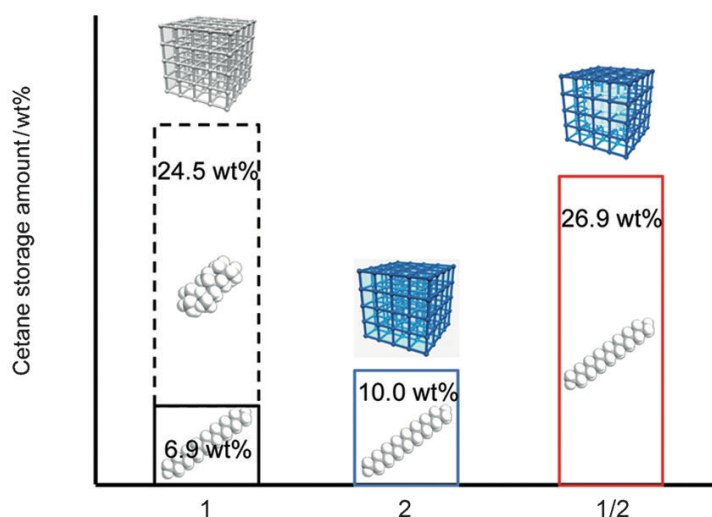 Cetane storage amount/wt%
24.5 wt%
26.9 wt%
10.0 wt%
6.9 wt%
1
2
1/2